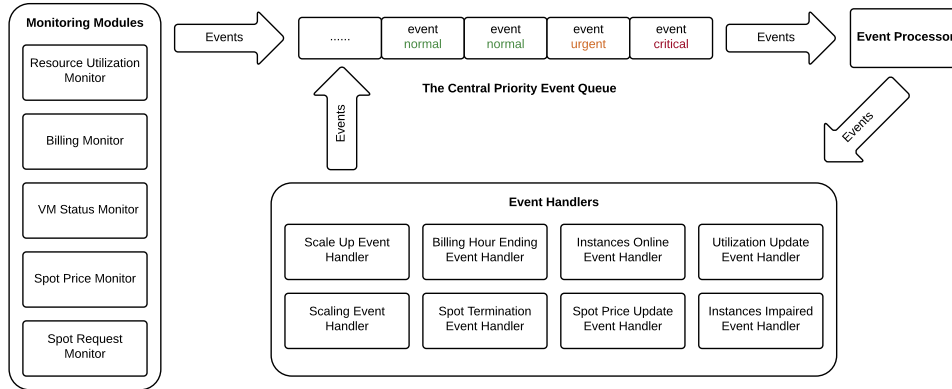 Monitoring Modules
Resource Utilization
Monitor
Billing Monitor
VM Status Monitor
Spot Price Monitor
Spot Request
Monitor
Events
......
event
normal
event
normal
event
urgent
event
critical
The Central Priority Event Queue
Events
Event Processor
Events
Events
Event Handlers
Scale Up Event
Handler
Billing Hour Ending
Event Handler
Instances Online
Event Handler
Utilization Update
Event Handler
Scaling Event
Handler
Spot Termination
Event Handler
Spot Price Update
Event Handler
Instances Impaired
Event Handler